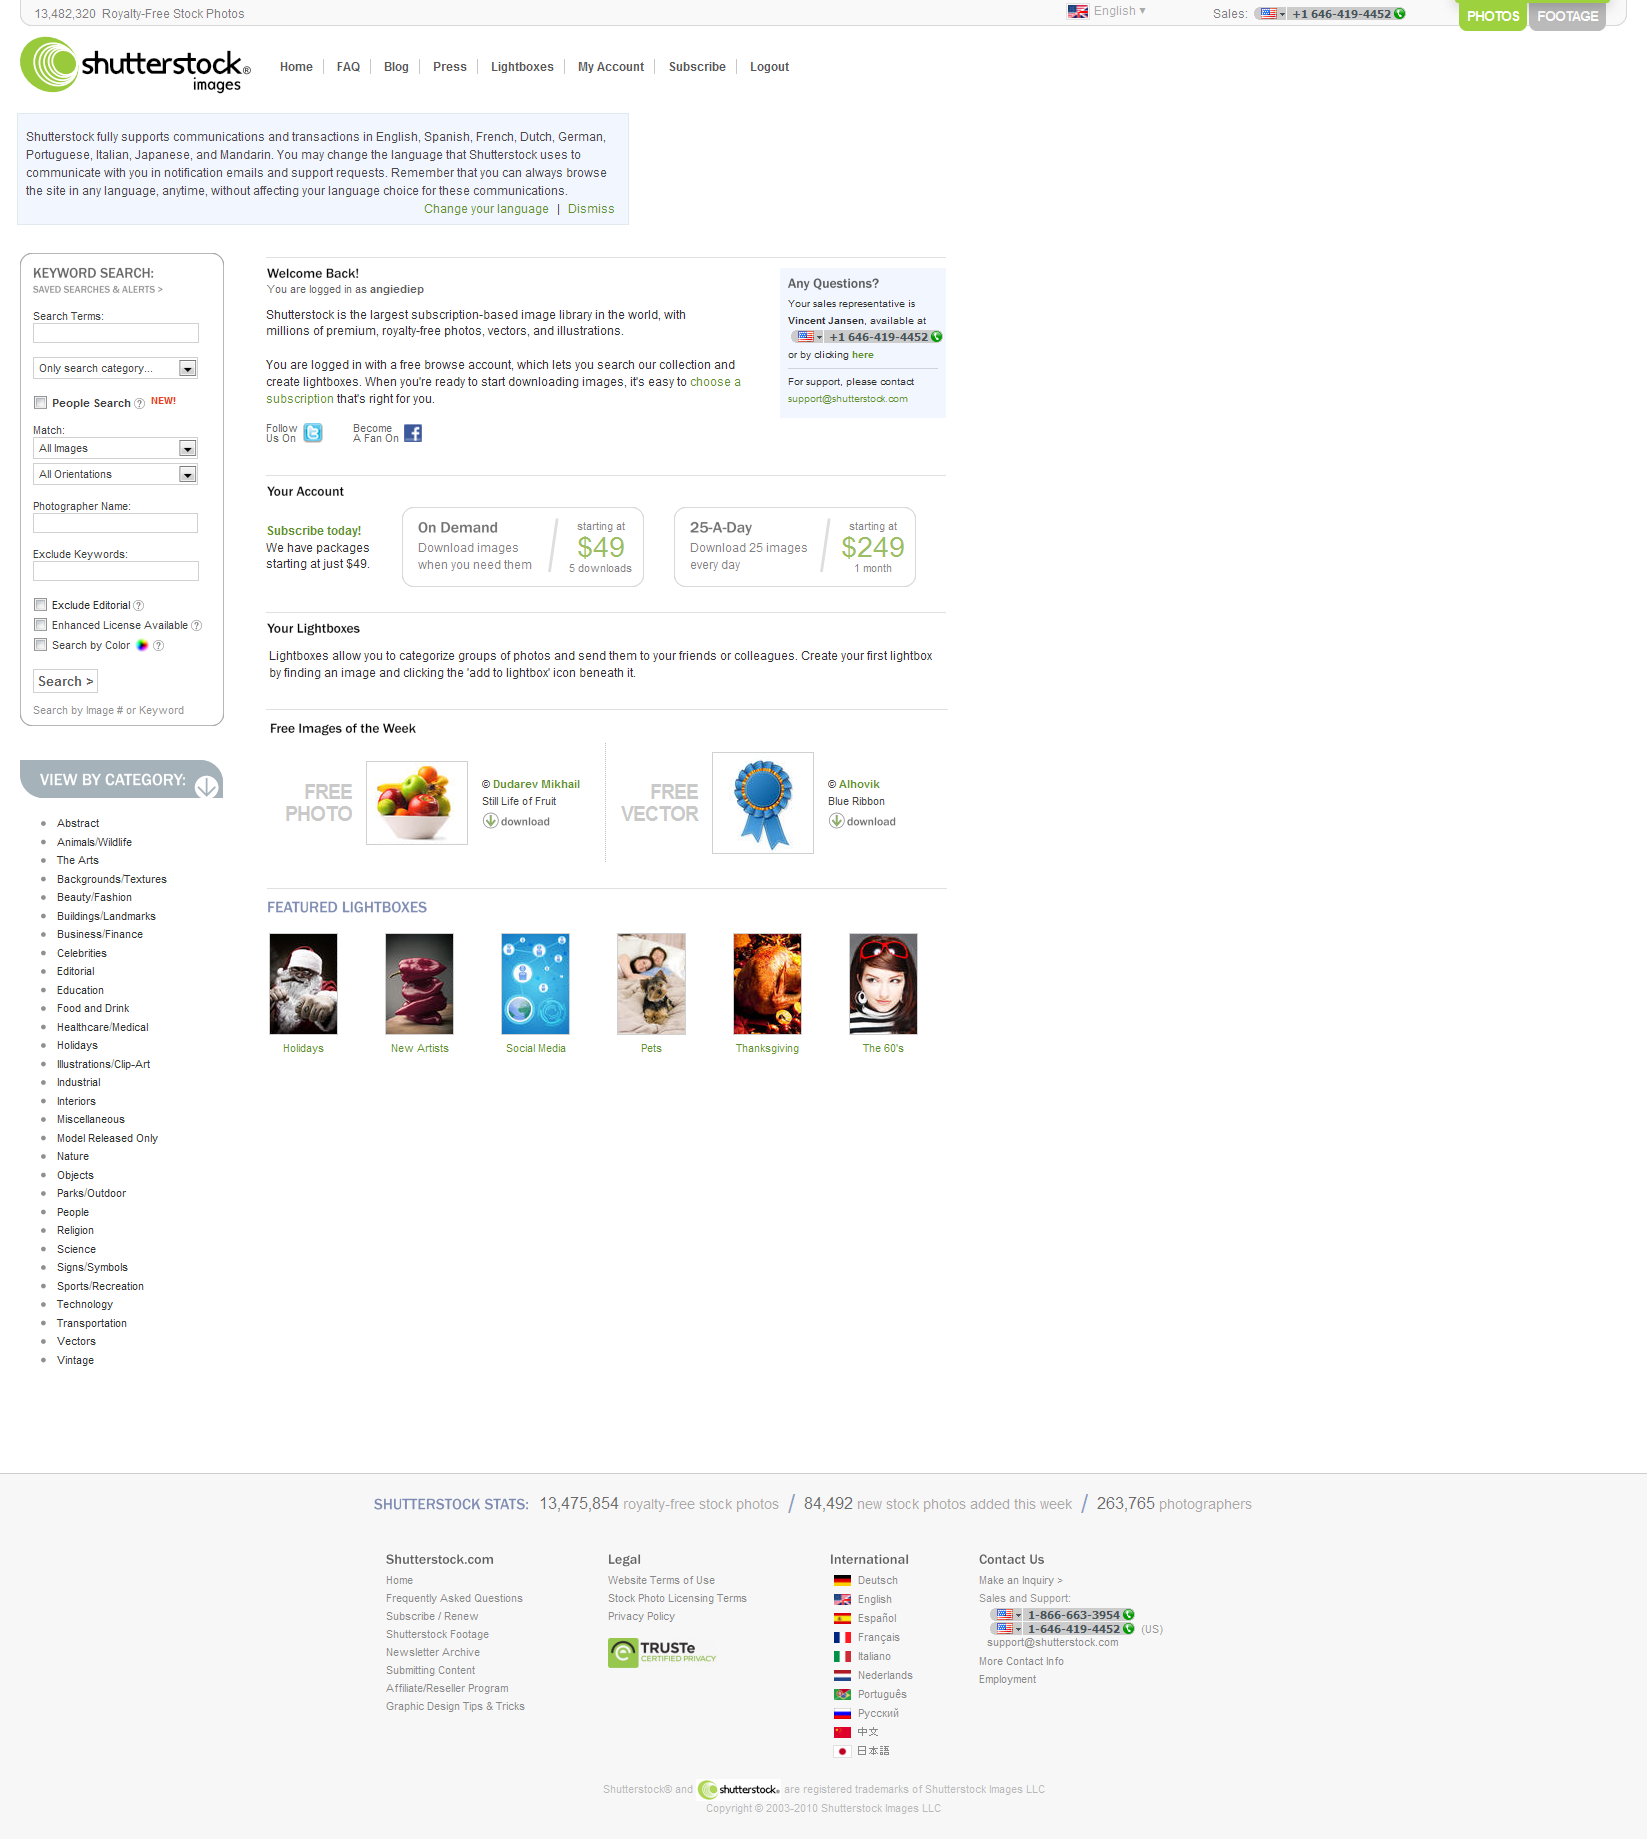 13,482,320 Royalty-Free Stock Photos
English ▾
Sales: +1 646-419-4452
PHOTOS
FOOTAGE
shutterstock®
images
Home
FAQ
Blog
Press
Lightboxes
My Account
Subscribe
Logout
Shutterstock fully supports communications and transactions in English, Spanish, French, Dutch, German,
Portuguese, Italian, Japanese, and Mandarin. You may change the language that Shutterstock uses to
communicate with you in notification emails and support requests. Remember that you can always browse
the site in any language, anytime, without affecting your language choice for these communications.
Change your language | Dismiss
KEYWORD SEARCH:
SAVED SEARCHES & ALERTS >
Search Terms:
Only search category...
People Search ? NEW!
Match:
All Images
All Orientations
Photographer Name:
Exclude Keywords:
Exclude Editorial ?
Enhanced License Available ?
Search by Color ?
Search >
Search by Image # or Keyword
VIEW BY CATEGORY:
Abstract
Animals/Wildlife
The Arts
Backgrounds/Textures
Beauty/Fashion
Buildings/Landmarks
Business/Finance
Celebrities
Editorial
Education
Food and Drink
Healthcare/Medical
Holidays
Illustrations/Clip-Art
Industrial
Interiors
Miscellaneous
Model Released Only
Nature
Objects
Parks/Outdoor
People
Religion
Science
Signs/Symbols
Sports/Recreation
Technology
Transportation
Vectors
Vintage
Welcome Back!
You are logged in as angiediep
Shutterstock is the largest subscription-based image library in the world, with
millions of premium, royalty-free photos, vectors, and illustrations.
You are logged in with a free browse account, which lets you search our collection and
create lightboxes. When you're ready to start downloading images, it's easy to choose a
subscription that's right for you.
Follow
Us On
Become
A Fan On
Any Questions?
Your sales representative is
Vincent Jansen, available at
+1 646-419-4452
or by clicking here
For support, please contact
support@shutterstock.com
Your Account
Subscribe today!
We have packages
starting at just $49.
On Demand
Download images
when you need them
starting at
$49
5 downloads
25-A-Day
Download 25 images
every day
starting at
$249
1 month
Your Lightboxes
Lightboxes allow you to categorize groups of photos and send them to your friends or colleagues. Create your first lightbox
by finding an image and clicking the 'add to lightbox' icon beneath it.
Free Images of the Week
FREE
PHOTO
© Dudarev Mikhail
Still Life of Fruit
download
FREE
VECTOR
© Alhovik
Blue Ribbon
download
FEATURED LIGHTBOXES
Holidays
New Artists
Social Media
Pets
Thanksgiving
The 60's
SHUTTERSTOCK STATS: 13,475,854 royalty-free stock photos / 84,492 new stock photos added this week / 263,765 photographers
Shutterstock.com
Home
Frequently Asked Questions
Subscribe / Renew
Shutterstock Footage
Newsletter Archive
Submitting Content
Affiliate/Reseller Program
Graphic Design Tips & Tricks
Legal
Website Terms of Use
Stock Photo Licensing Terms
Privacy Policy
TRUSTe
CERTIFIED PRIVACY
International
Deutsch
English
Español
Français
Italiano
Nederlands
Português
Русский
中文
日本語
Contact Us
Make an Inquiry >
Sales and Support:
1-866-663-3954
1-646-419-4452 (US)
support@shutterstock.com
More Contact Info
Employment
Shutterstock® and shutterstock. are registered trademarks of Shutterstock Images LLC
Copyright © 2003-2010 Shutterstock Images LLC